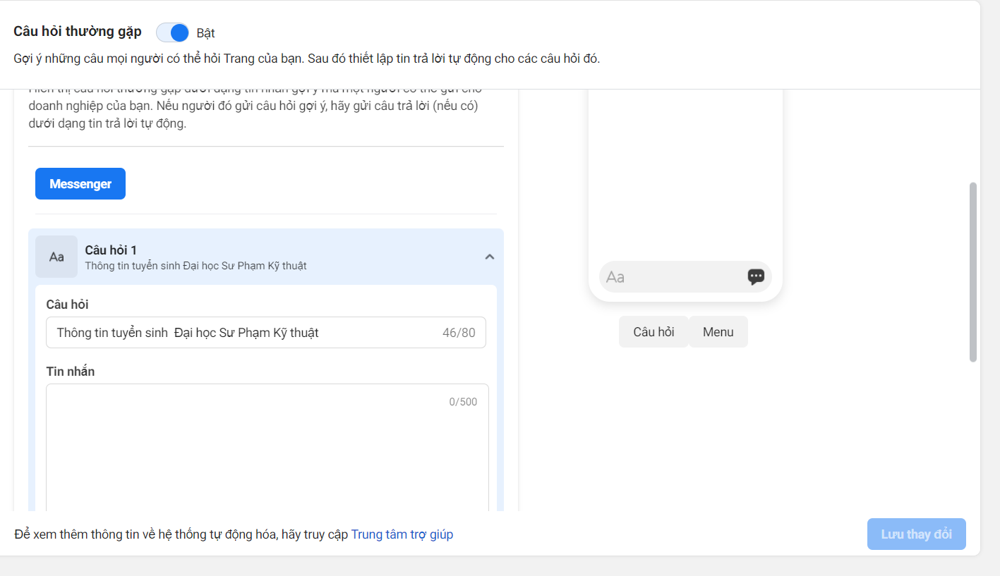 Câu hỏi thường gặp Bật
Gợi ý những câu mọi người có thể hỏi Trang của bạn. Sau đó thiết lập tin trả lời tự động cho các câu hỏi đó.
Hiển thị câu hỏi thường gặp dưới dạng tin nhắn gợi ý mà một người có thể gửi cho
doanh nghiệp của bạn. Nếu người đó gửi câu hỏi gợi ý, hãy gửi câu trả lời (nếu có)
dưới dạng tin trả lời tự động.
Messenger
Aa
Câu hỏi 1
Thông tin tuyển sinh Đại học Sư Phạm Kỹ thuật
Câu hỏi
Thông tin tuyển sinh  Đại học Sư Phạm Kỹ thuật 46/80
Tin nhắn
0/500
Aa
Câu hỏi Menu
Để xem thêm thông tin về hệ thống tự động hóa, hãy truy cập Trung tâm trợ giúp
Lưu thay đổi